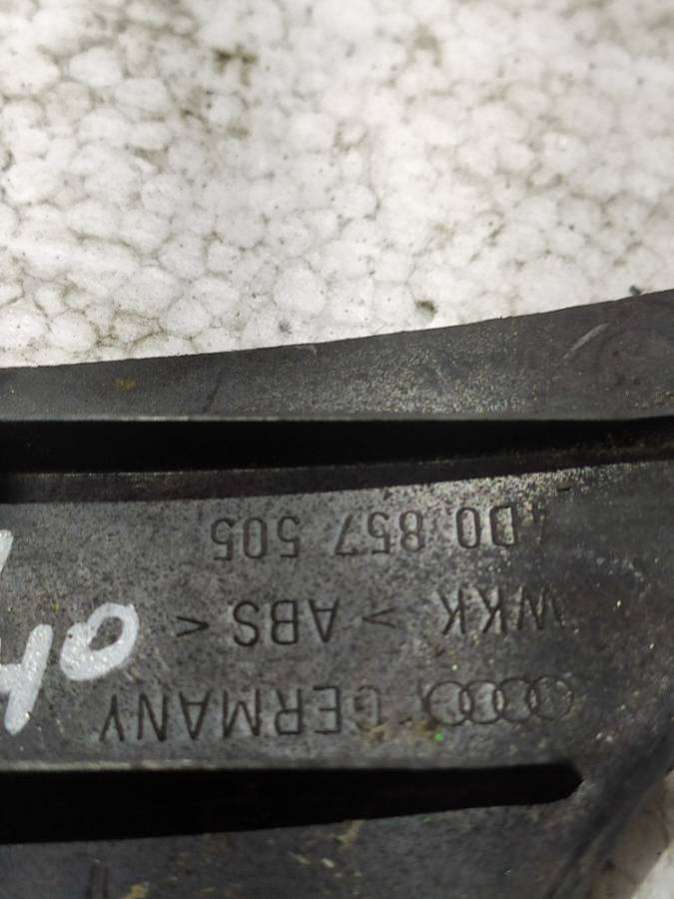 GERMANY
WKK > ABS <
4D0 857 505